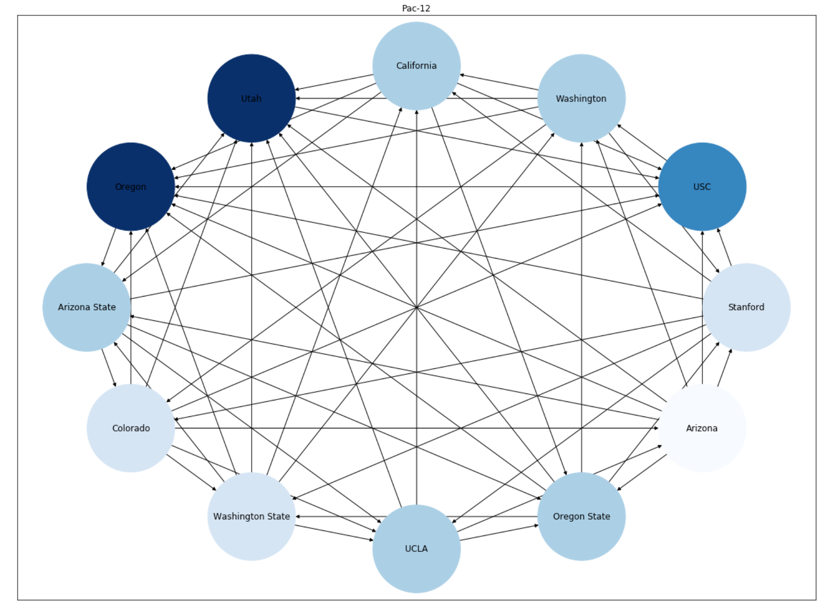 Pac-12
California
Utah
Washington
Oregon
USC
Arizona State
Stanford
Colorado
Arizona
Washington State
Oregon State
UCLA